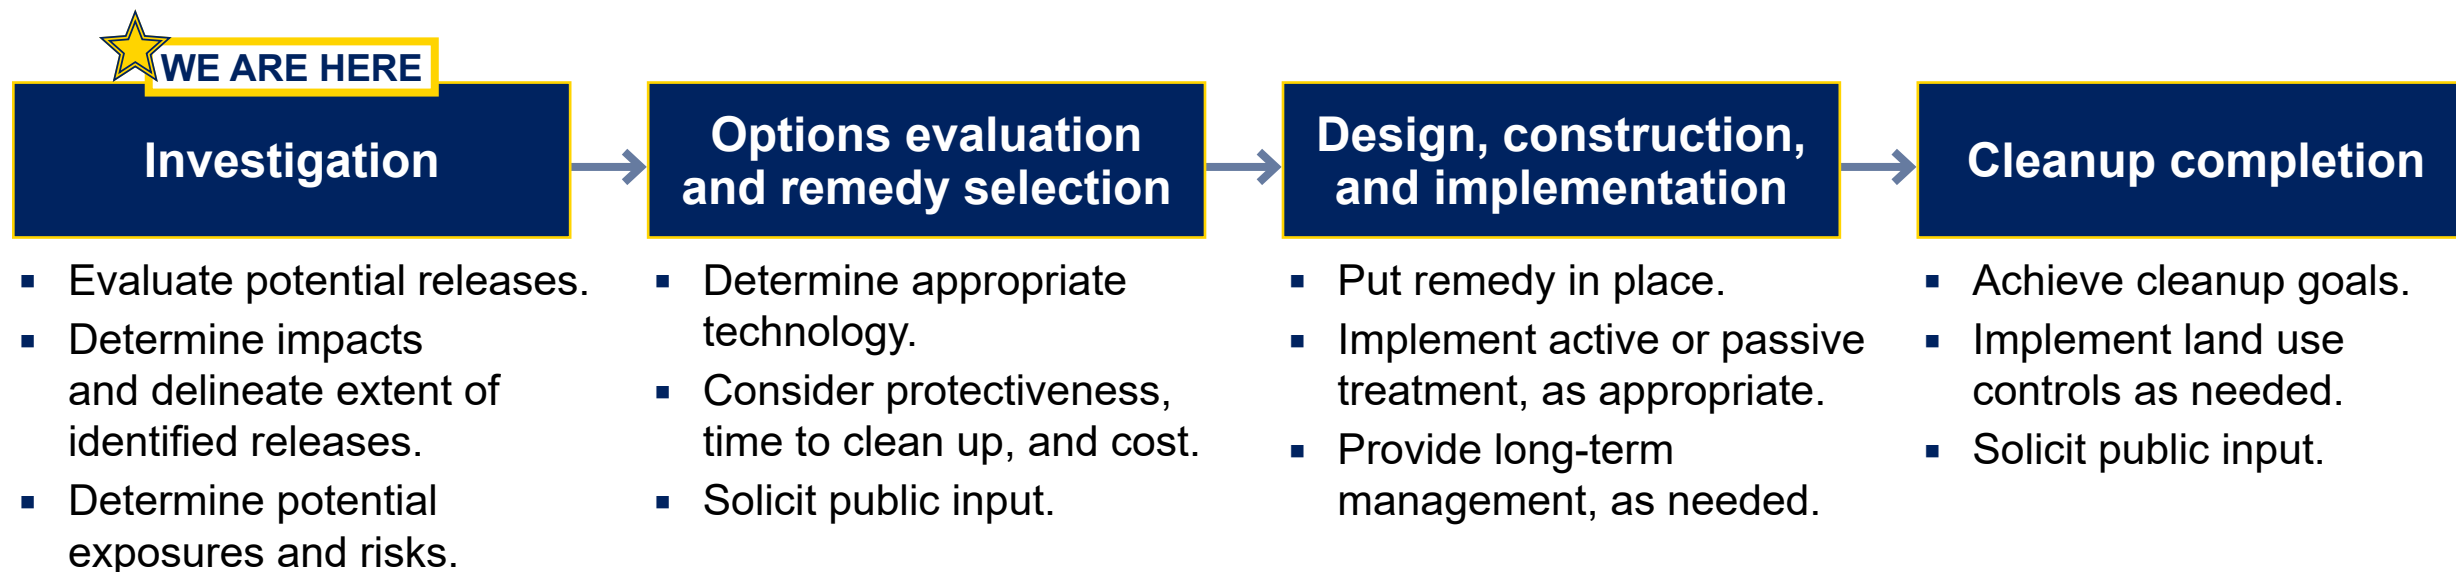 WE ARE HERE
Investigation
▪ Evaluate potential releases.
▪ Determine impacts
and delineate extent of
identified releases.
▪ Determine potential
exposures and risks.
Options evaluation
and remedy selection
▪ Determine appropriate
technology.
▪ Consider protectiveness,
time to clean up, and cost.
▪ Solicit public input.
Design, construction,
and implementation
▪ Put remedy in place.
▪ Implement active or passive
treatment, as appropriate.
▪ Provide long-term
management, as needed.
Cleanup completion
▪ Achieve cleanup goals.
▪ Implement land use
controls as needed.
▪ Solicit public input.